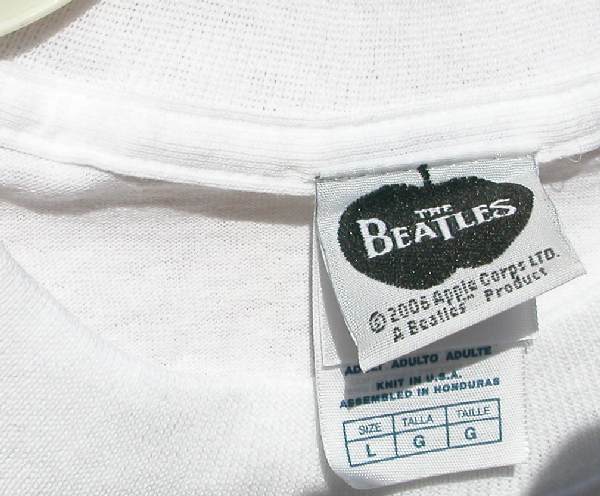 THE
BEATLES
© 2006 Apple Corps LTD.
A Beatles™ Product
ADULT ADULTO ADULTE
KNIT IN U.S.A.
ASSEMBLED IN HONDURAS
SIZE TALLA TAILLE
L G G